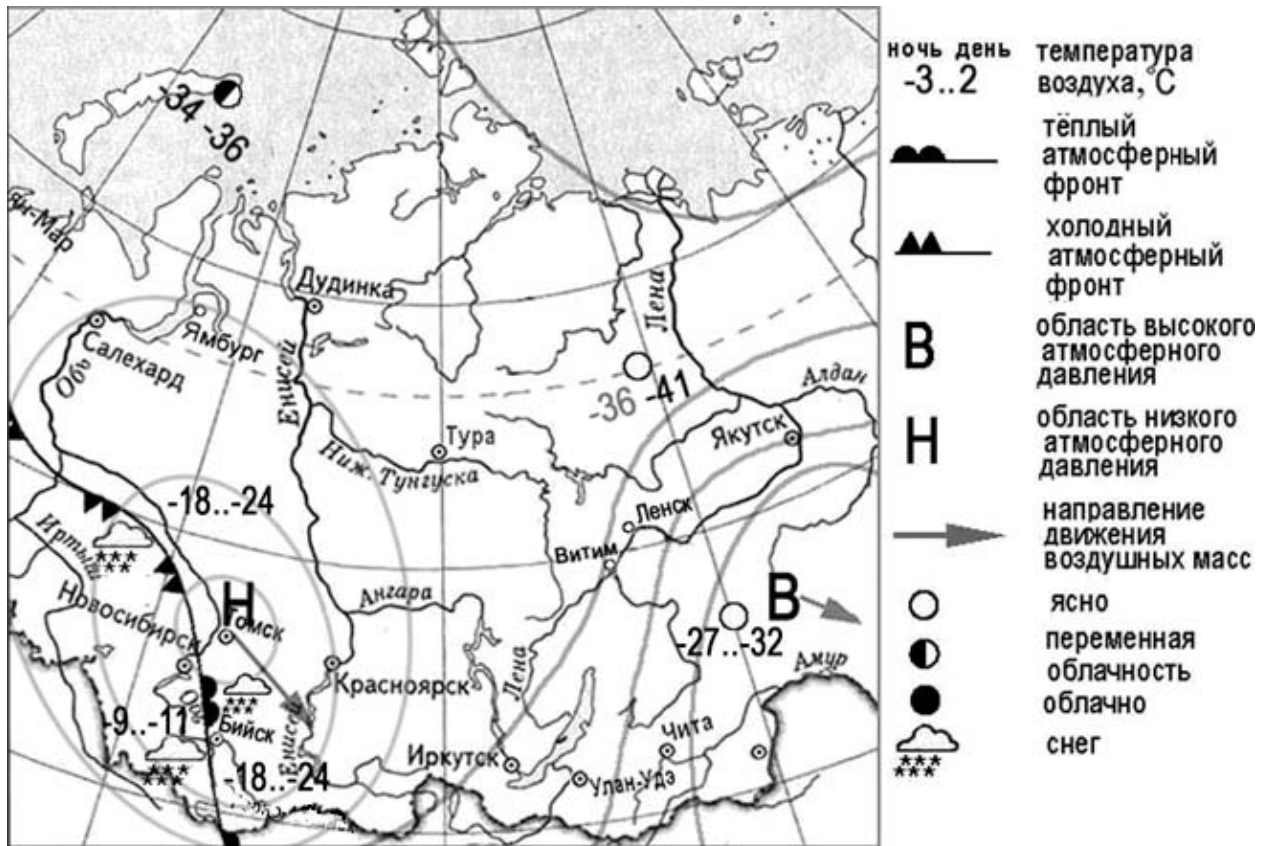 -34
-36
Дудинка
Ямбург
Салехард
Обь
Енисей
Лена
-36
-41
Алдан
Якутск
Тура
Ниж. Тунгуска
-18..-24
Ленск
Витим
Иртыш
Н
Ангара
Новосибирск
Томск
В
-27..-32
Амур
Красноярск
Лена
Обь
-9..-11
Бийск
Енисей
-18..-24
Чита
Иркутск
Улан-Удэ
ночь день
-3..2
температура
воздуха,°С
тёплый
атмосферный
фронт
холодный
атмосферный
фронт
В
область высокого
атмосферного
давления
Н
область низкого
атмосферного
давления
направление
движения
воздушных масс
ясно
переменная
облачность
облачно
снег